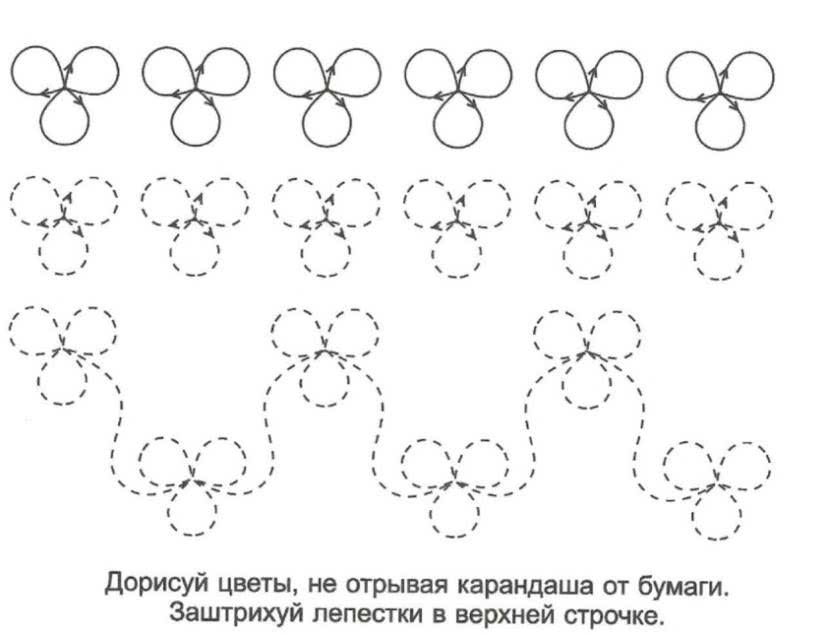 Дорисуй цветы, не отрывая карандаша от бумаги.
Заштрихуй лепестки в верхней строчке.